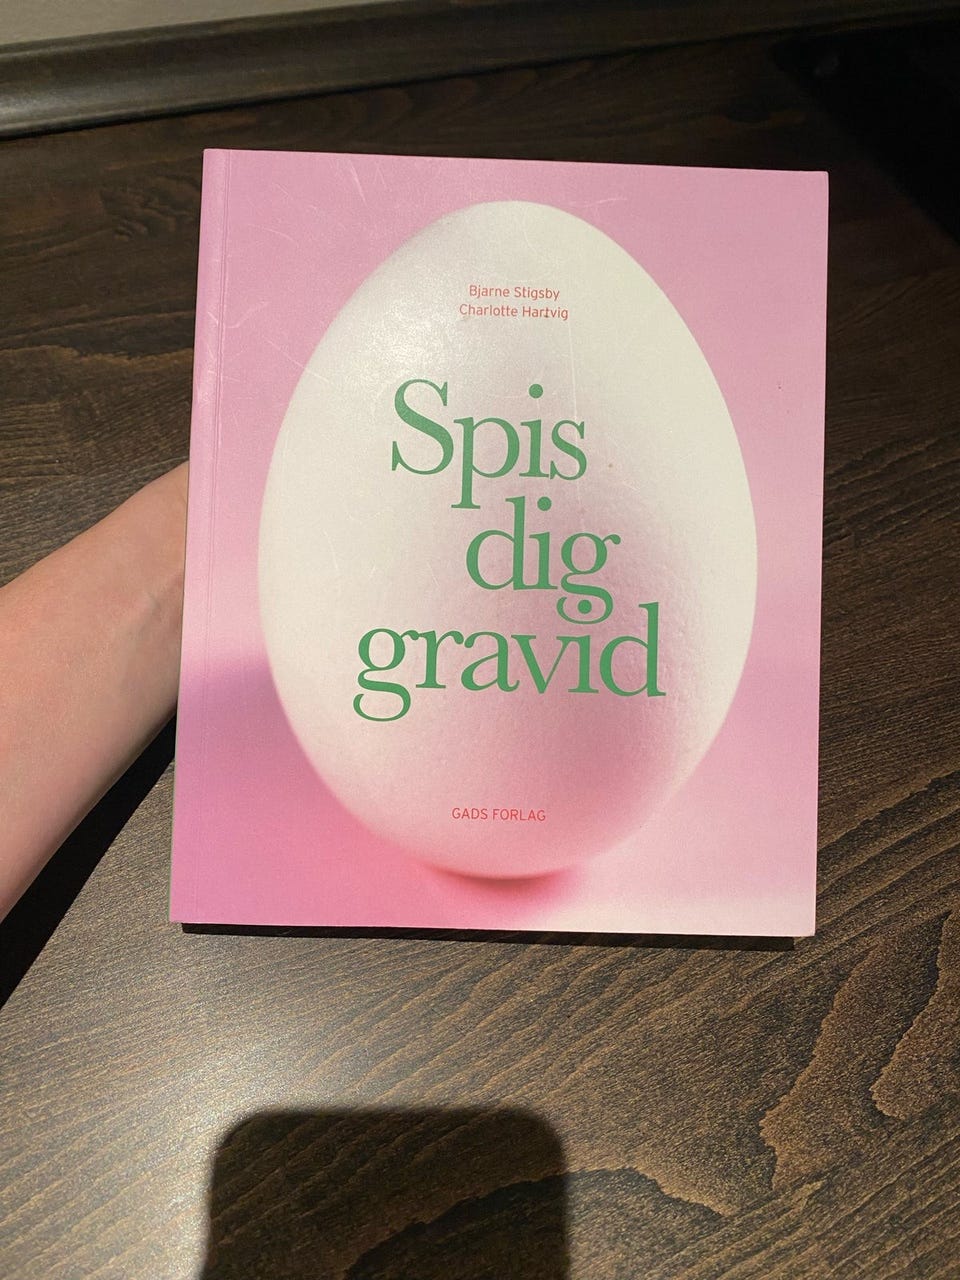 Bjarne Stigsby
Charlotte Hartvig
Spis
dig
gravid
GADS FORLAG